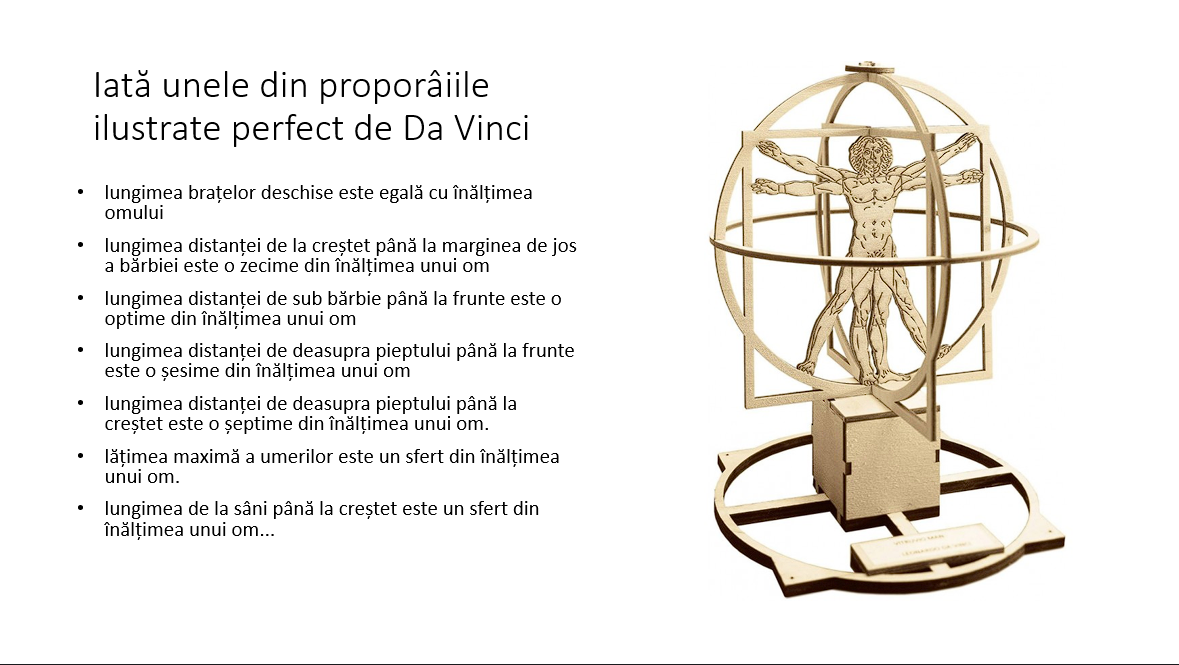 Iată unele din proporâiile
ilustrate perfect de Da Vinci
• lungimea brațelor deschise este egală cu înălțimea
omului
• lungimea distanței de la creștet până la marginea de jos
a bărbiei este o zecime din înălțimea unui om
• lungimea distanței de sub bărbie până la frunte este o
optime din înălțimea unui om
• lungimea distanței de deasupra pieptului până la frunte
este o șesime din înălțimea unui om
• lungimea distanței de deasupra pieptului până la
creștet este o șeptime din înălțimea unui om.
• lățimea maximă a umerilor este un sfert din înălțimea
unui om.
• lungimea de la sâni până la creștet este un sfert din
înălțimea unui om...